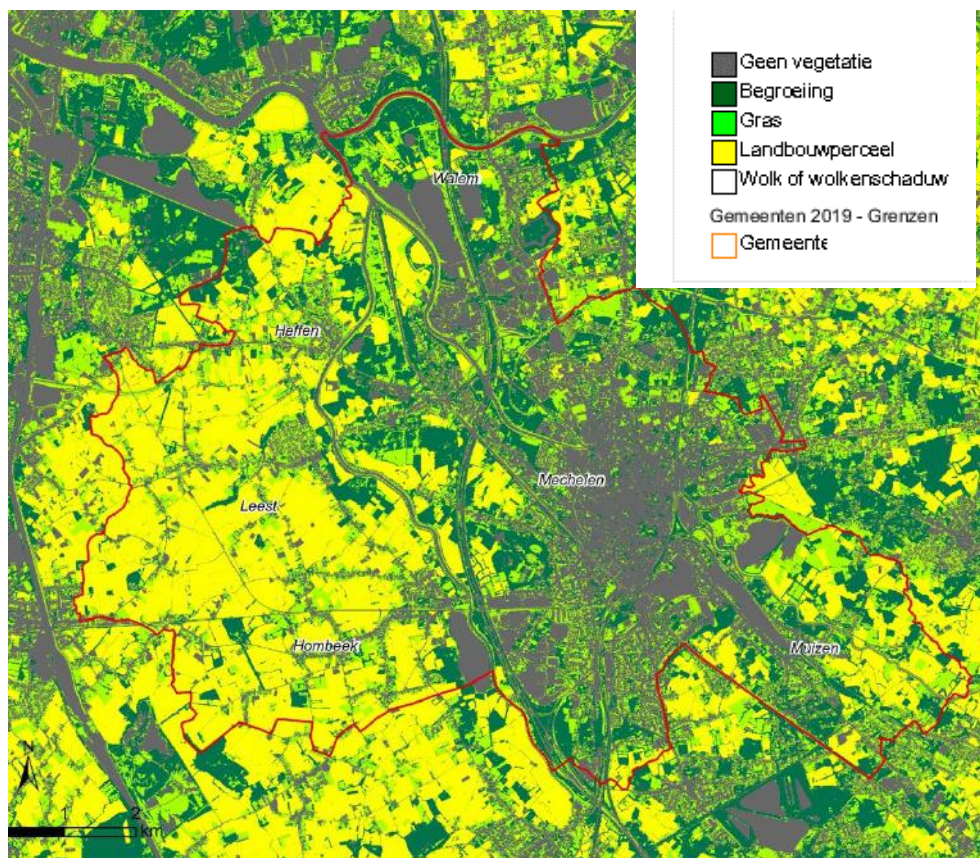 Geen vegetatie
Begroeiing
Gras
Landbouwperceel
Wolk of wolkenschaduw
Gemeenten 2019 - Grenzen
Gemeente
Walem
Heffen
Mechelen
Leest
Hombeek
Muizen
N
1 2
km